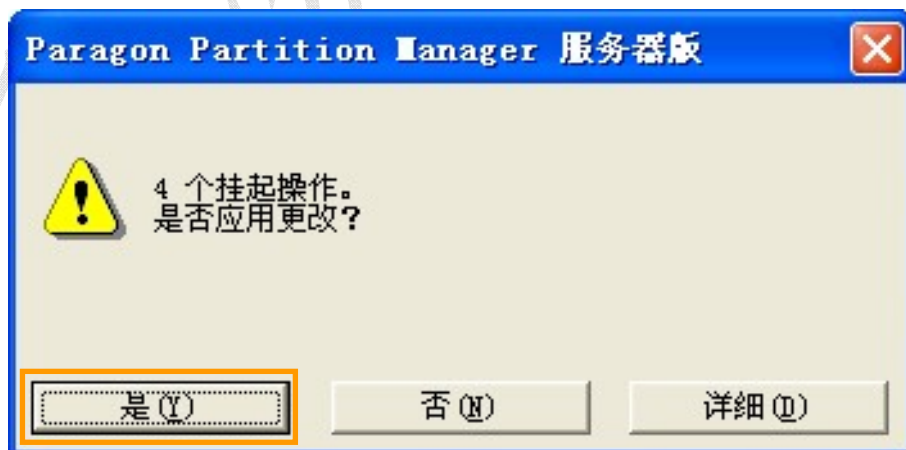 Paragon Partition Manager 服务器版
4 个挂起操作。
是否应用更改？
是(Y)
否(N)
详细(D)